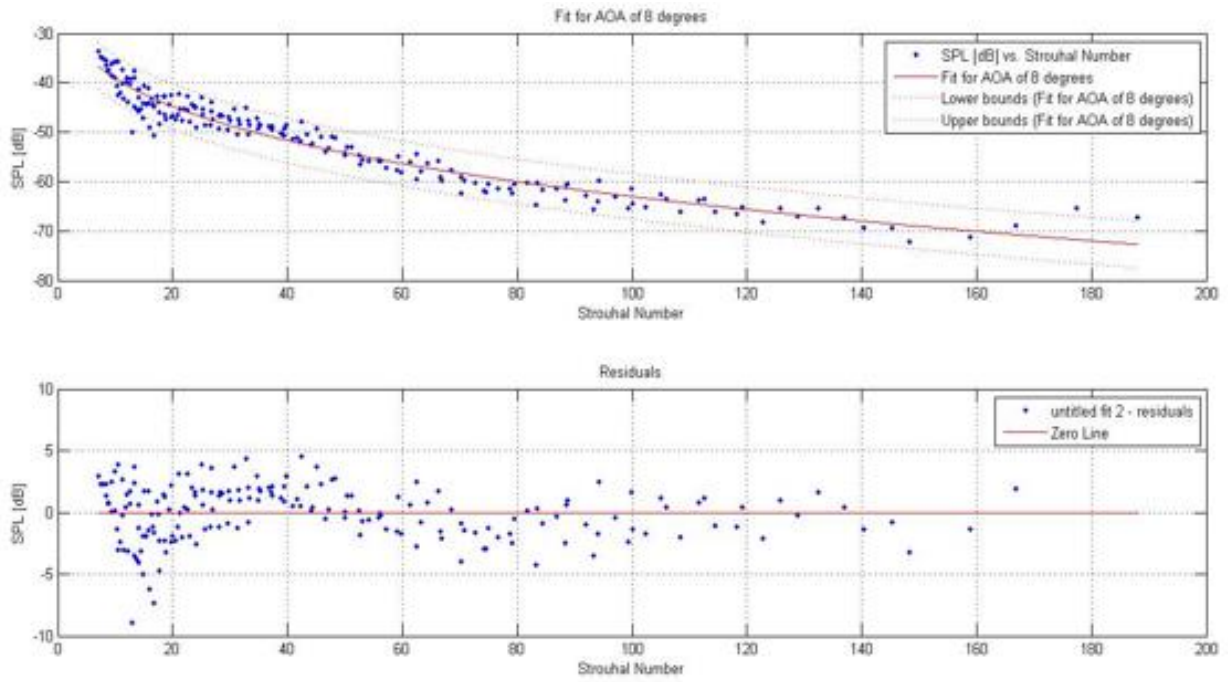 Fit for AOA of 8 degrees
SPL [dB]
-30
-40
-50
-60
-70
-80
SPL [dB] vs. Strouhal Number
Fit for AOA of 8 degrees
Lower bounds (Fit for AOA of 8 degrees)
Upper bounds (Fit for AOA of 8 degrees)
0 20 40 60 80 100 120 140 160 180 200
Strouhal Number
Residuals
SPL [dB]
10
5
0
-5
-10
untitled fit 2 - residuals
Zero Line
0 20 40 60 80 100 120 140 160 180 200
Strouhal Number